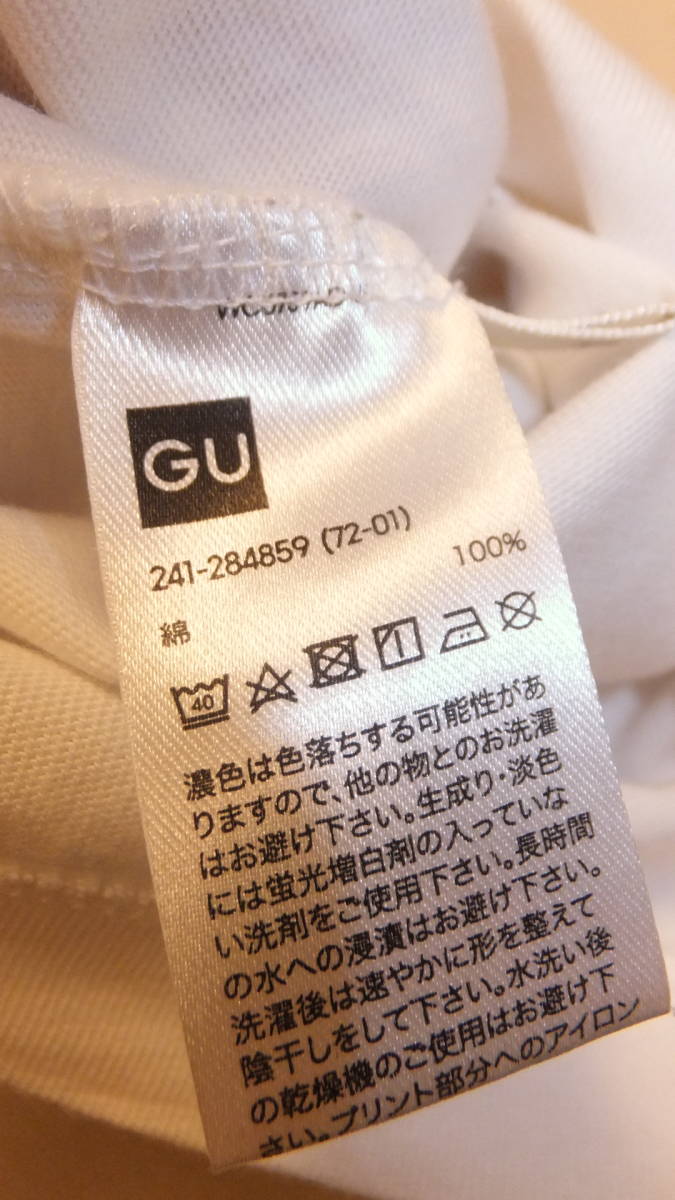 GU
241-284859 (72-01)
綿 100%
40
濃色は色落ちする可能性があ
りますので、他の物とのお洗濯
はお避け下さい。生成り・淡色
には蛍光増白剤の入っていな
い洗剤をご使用下さい。長時間
の水への浸漬はお避け下さい。
洗濯後は速やかに形を整えて
陰干しをして下さい。水洗い後
の乾燥機のご使用はお避け下
さい。プリント部分へのアイロン